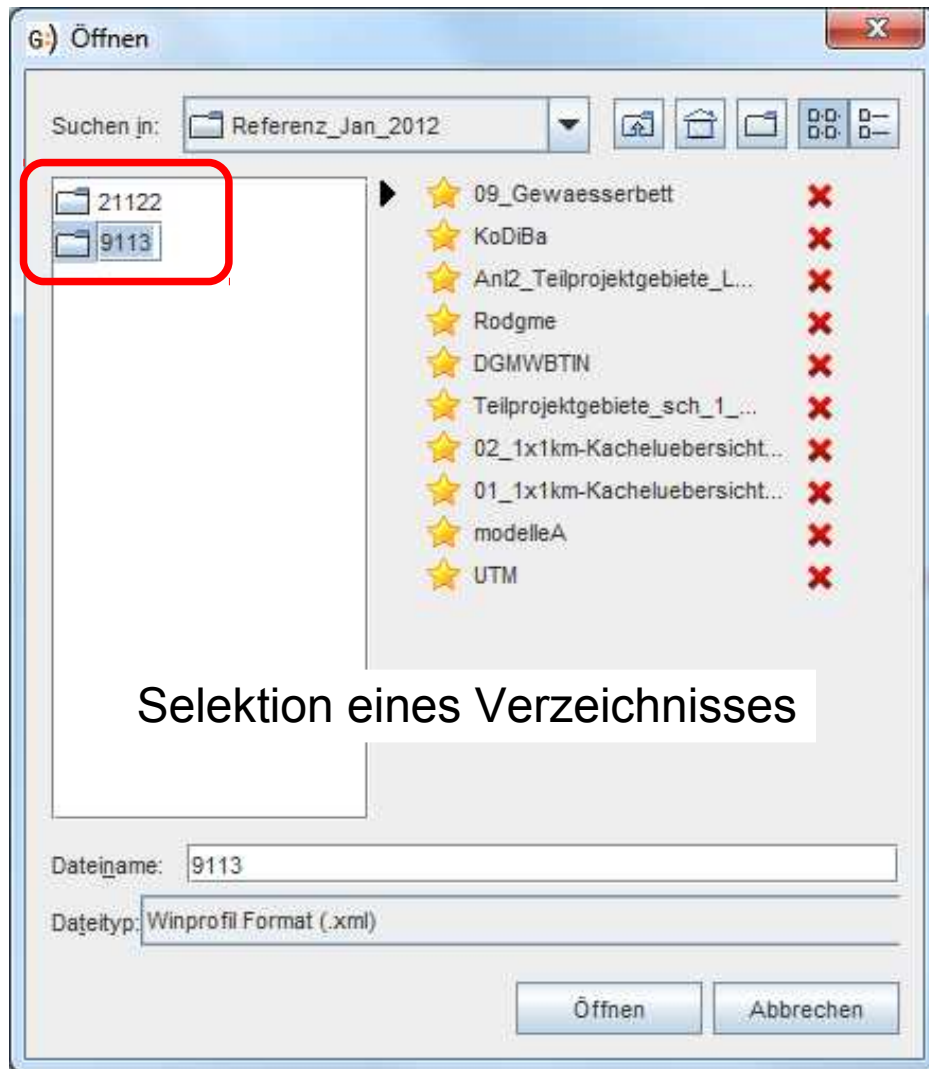 G:) Öffnen
Suchen in: Referenz_Jan_2012
21122
9113
09_Gewaesserbett
KoDiBa
Anl2_Teilprojektgebiete_L...
Rodgme
DGMWBTIN
Teilprojektgebiete_sch_1_...
02_1x1km-Kacheluebersicht...
01_1x1km-Kacheluebersicht...
modelleA
UTM
Selektion eines Verzeichnisses
Dateiname: 9113
Dateityp: Winprofil Format (.xml)
Öffnen Abbrechen